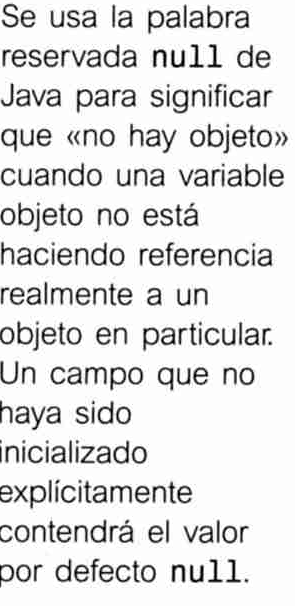 Se usa la palabra
reservada null de
Java para significar
que «no hay objeto»
cuando una variable
objeto no está
haciendo referencia
realmente a un
objeto en particular.
Un campo que no
haya sido
inicializado
explícitamente
contendrá el valor
por defecto null.